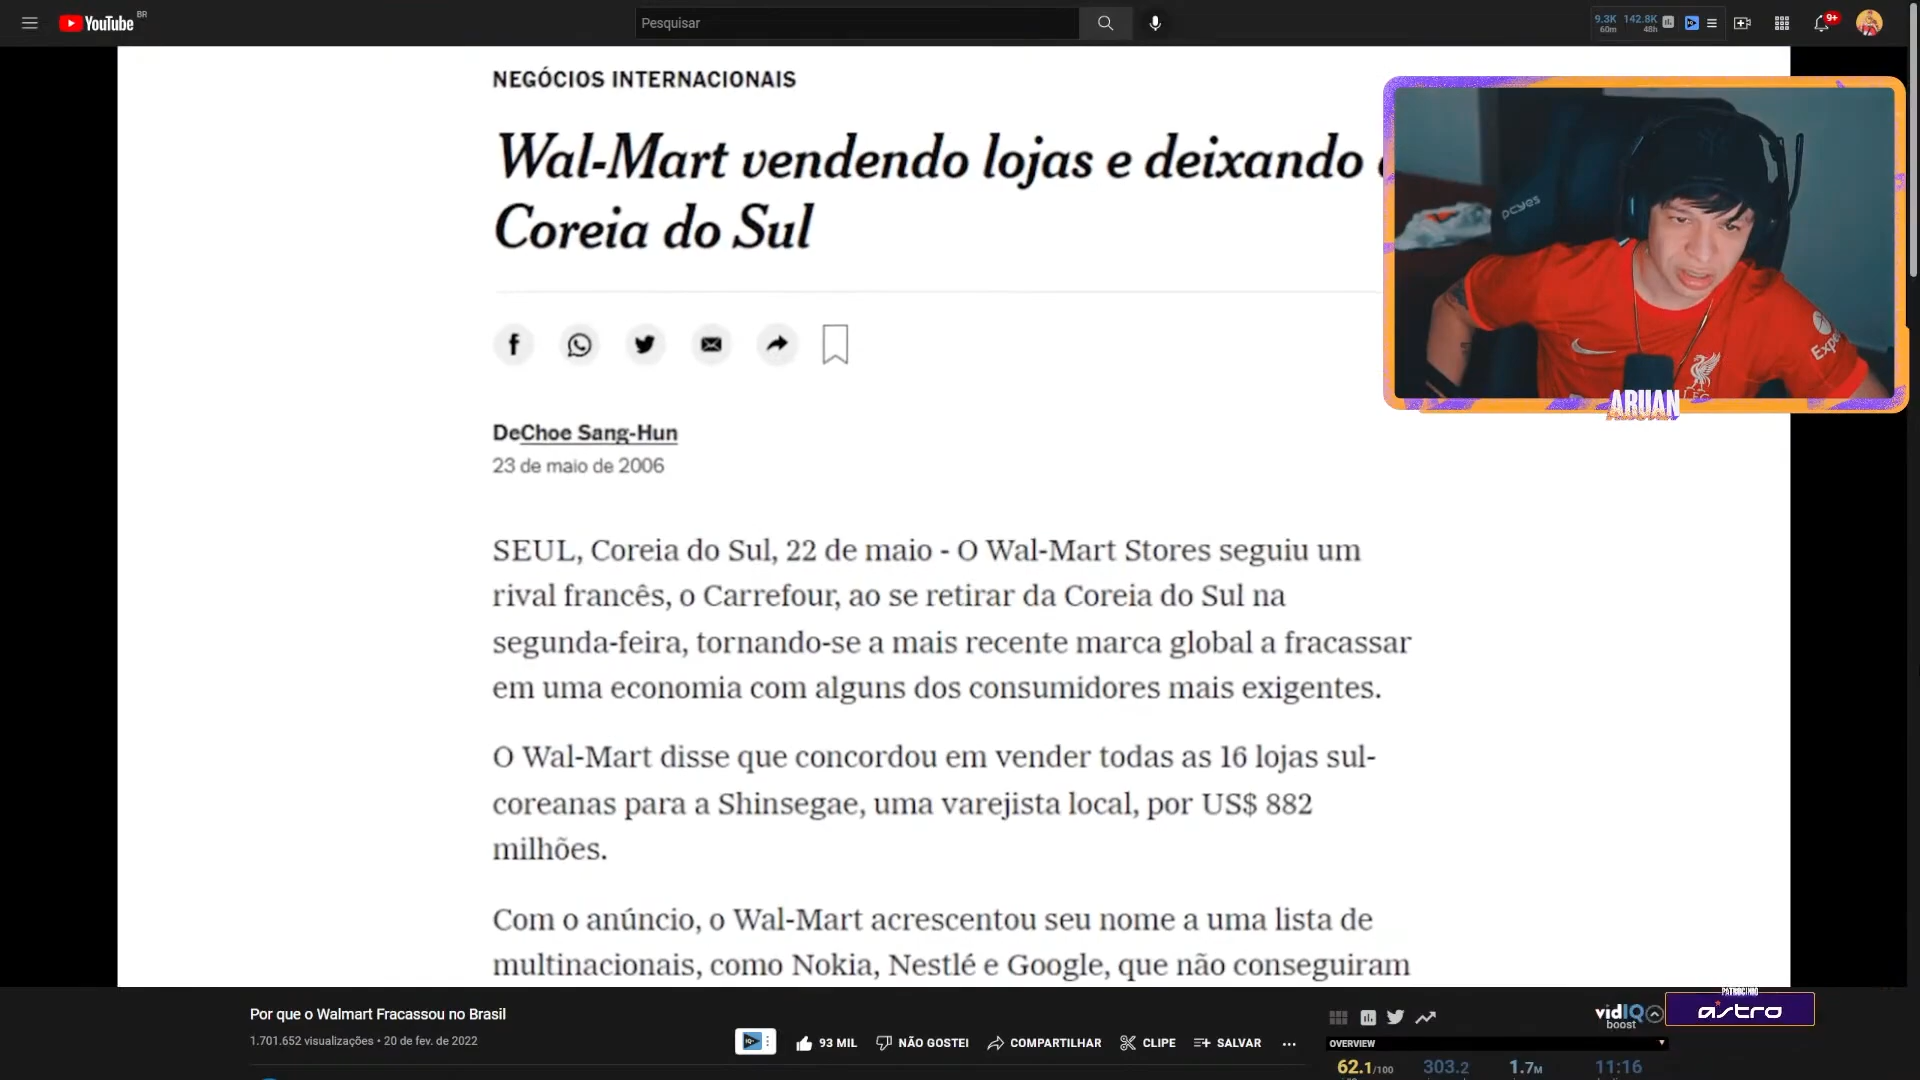 YouTube BR
Pesquisar
9.3K 142.8K
60m 48h
9+
NEGÓCIOS INTERNACIONAIS
Wal-Mart vendendo lojas e deixando
Coreia do Sul
DeChoe Sang-Hun
23 de maio de 2006
SEUL, Coreia do Sul, 22 de maio - O Wal-Mart Stores seguiu um
rival francês, o Carrefour, ao se retirar da Coreia do Sul na
segunda-feira, tornando-se a mais recente marca global a fracassar
em uma economia com alguns dos consumidores mais exigentes.
O Wal-Mart disse que concordou em vender todas as 16 lojas sul-
coreanas para a Shinsegae, uma varejista local, por US$ 882
milhões.
Com o anúncio, o Wal-Mart acrescentou seu nome a uma lista de
multinacionais, como Nokia, Nestlé e Google, que não conseguiram
pcyes
Expe
ARUAN
Por que o Walmart Fracassou no Brasil
1.701.652 visualizações • 20 de fev. de 2022
93 MIL NÃO GOSTEI COMPARTILHAR CLIPE SALVAR ...
vidIQ
boost
PATROCÍNIO
astro
OVERVIEW
62.1/100 303.2 1.7M 11:16